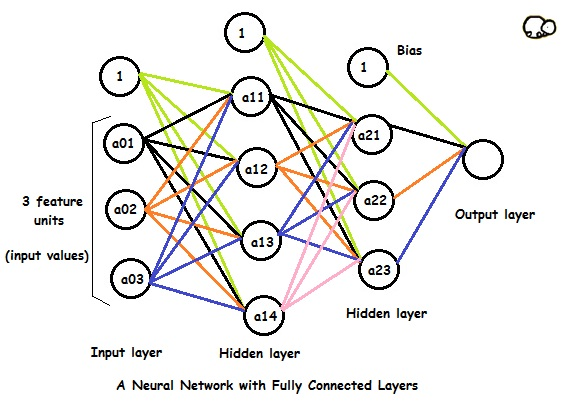 1
1
Bias
1
a01
a02
a03
a11
a12
a13
a14
a21
a22
a23
3 feature
units
(input values)
Output layer
Hidden layer
Input layer
Hidden layer
A Neural Network with Fully Connected Layers